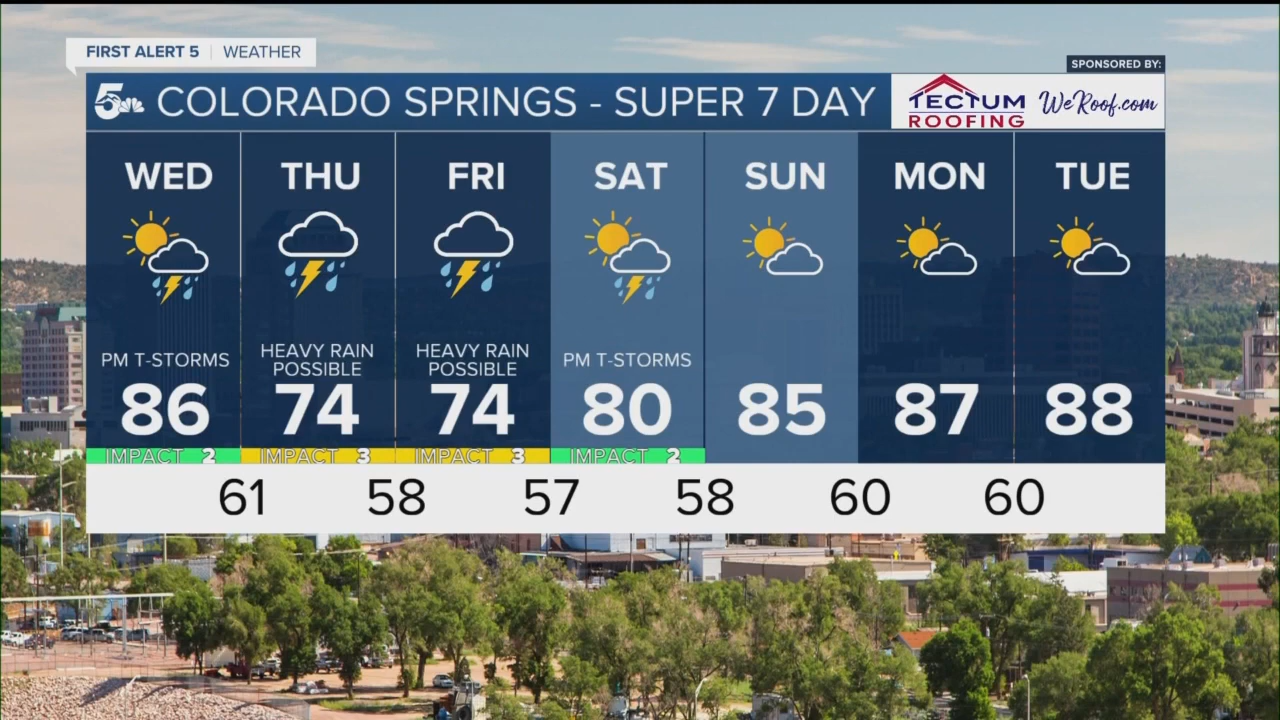 FIRST ALERT 5 | WEATHER
SPONSORED BY:
5 COLORADO SPRINGS - SUPER 7 DAY
TECTUM ROOFING
WeRoof.com
WED THU FRI SAT SUN MON TUE
PM T-STORMS HEAVY RAIN POSSIBLE HEAVY RAIN POSSIBLE PM T-STORMS
86 74 74 80 85 87 88
IMPACT 2 IMPACT 3 IMPACT 3 IMPACT 2
61 58 57 58 60 60